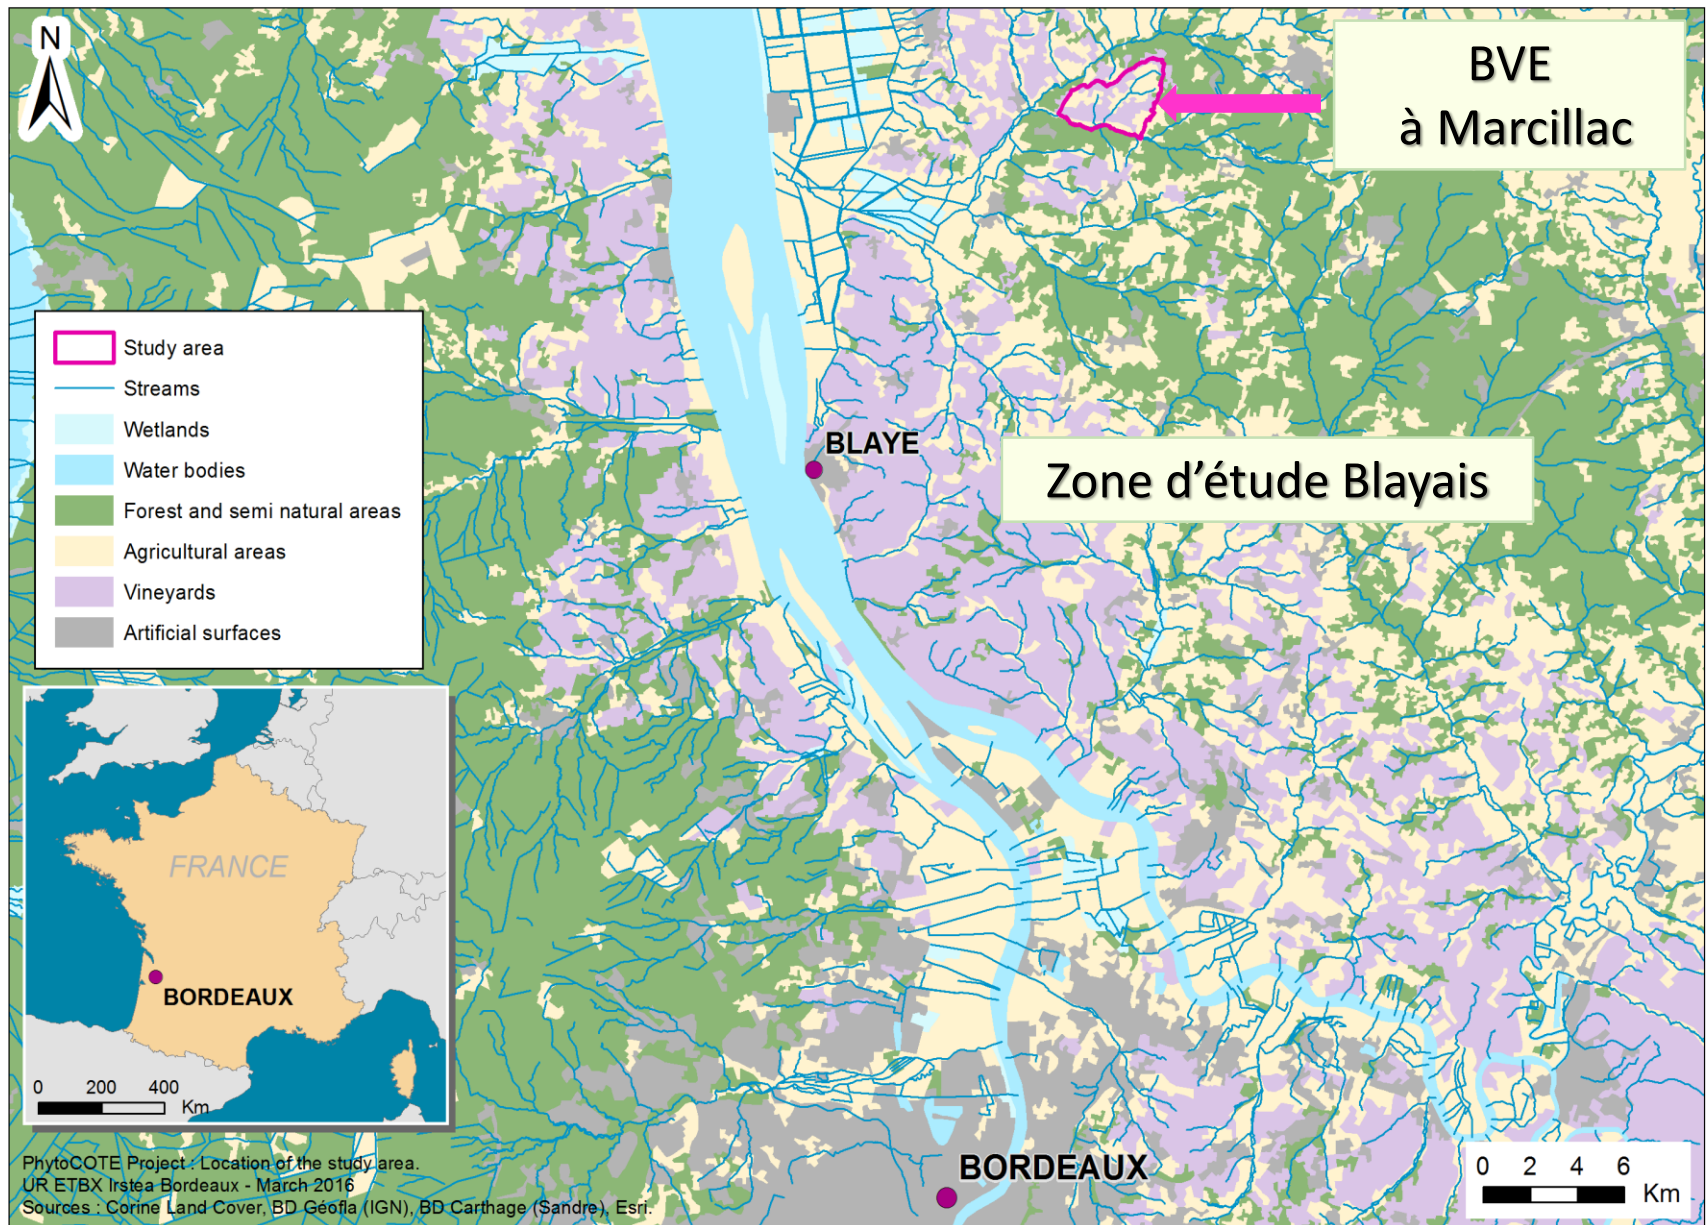 N
BVE
à Marcillac
Study area
Streams
Wetlands
Water bodies
Forest and semi natural areas
Agricultural areas
Vineyards
Artificial surfaces
BLAYE
Zone d’étude Blayais
FRANCE
BORDEAUX
0 200 400
Km
PhytoCOTE Project : Location of the study area.
UR ETBX Irstea Bordeaux - March 2016
Sources : Corine Land Cover, BD Géofla (IGN), BD Carthage (Sandre), Esri.
BORDEAUX
0 2 4 6
Km